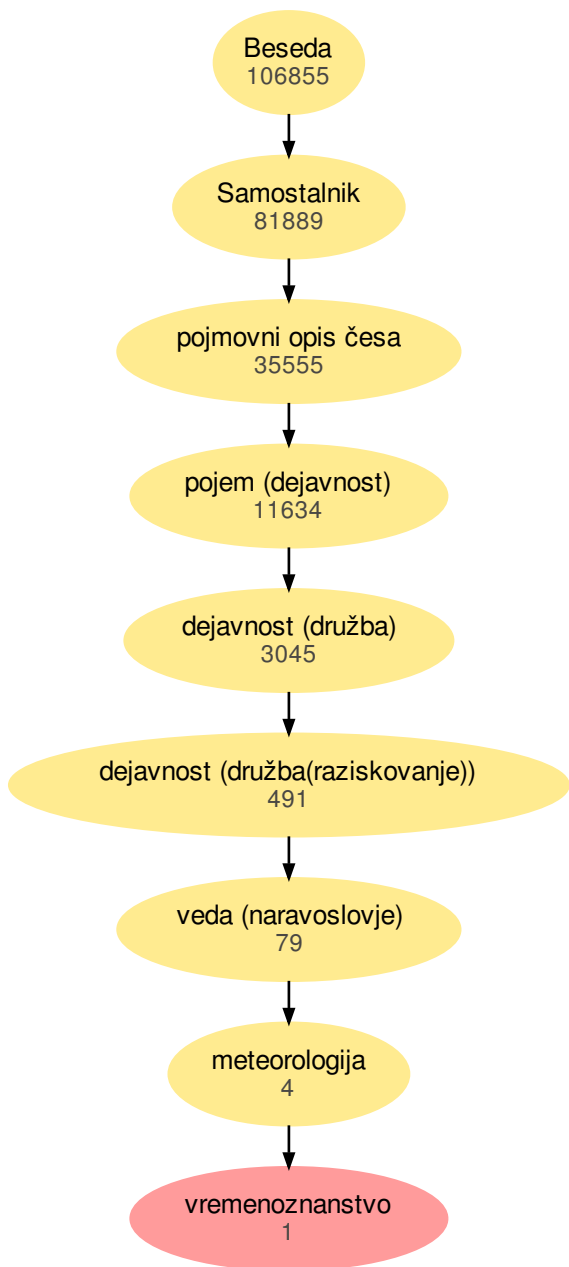 Beseda
106855
Samostalnik
81889
pojmovni opis česa
35555
pojem (dejavnost)
11634
dejavnost (družba)
3045
dejavnost (družba(raziskovanje))
491
veda (naravoslovje)
79
meteorologija
4
vremenoznanstvo
1